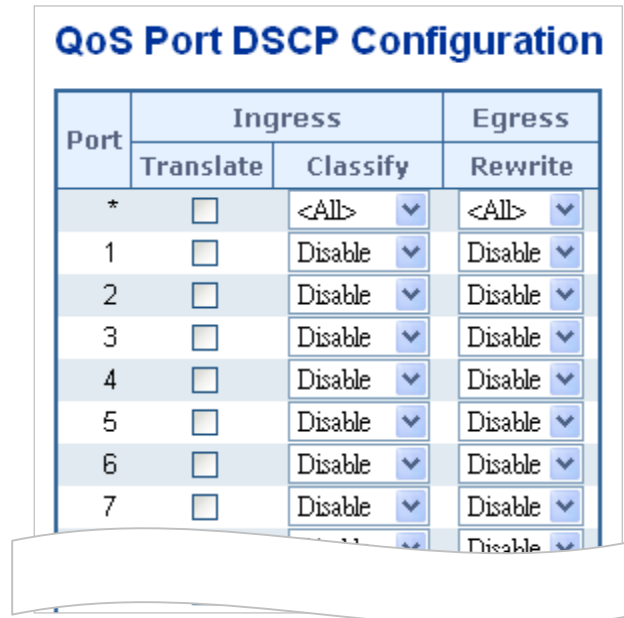 QoS Port DSCP Configuration
Port Ingress Egress
Translate Classify Rewrite
* <All> <All>
1 Disable Disable
2 Disable Disable
3 Disable Disable
4 Disable Disable
5 Disable Disable
6 Disable Disable
7 Disable Disable
Disable